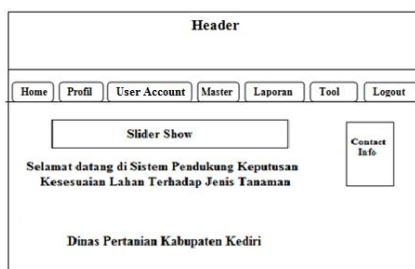 Header
Home Profil User Account Master Laporan Tool Logout
Slider Show
Contact
Info
Selamat datang di Sistem Pendukung Keputusan
Kesesuaian Lahan Terhadap Jenis Tanaman
Dinas Pertanian Kabupaten Kediri